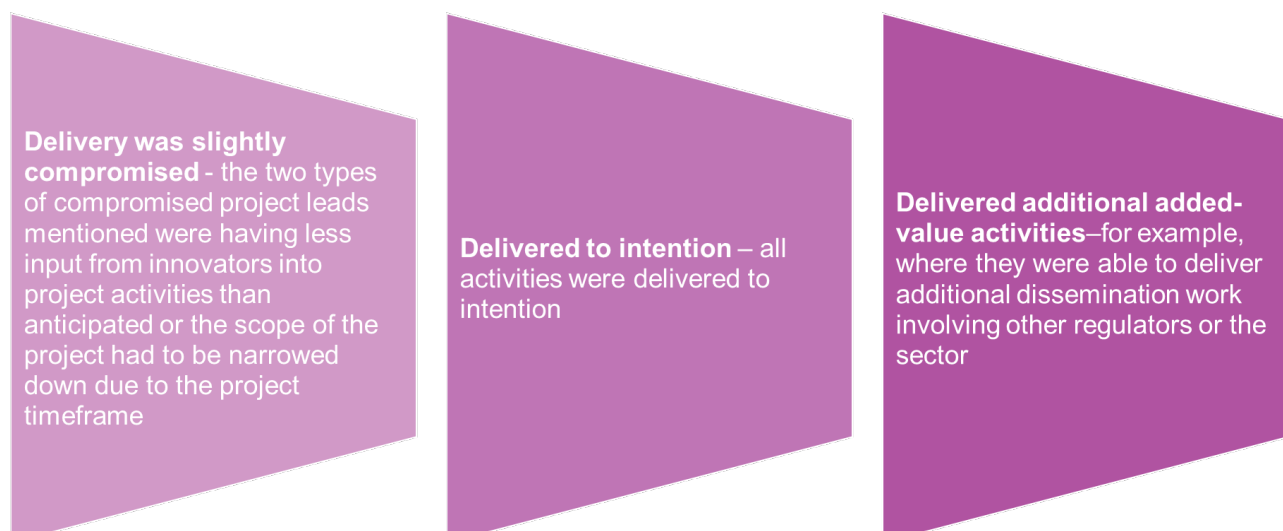 Delivery was slightly
compromised - the two types
of compromised project leads
mentioned were having less
input from innovators into
project activities than
anticipated or the scope of the
project had to be narrowed
down due to the project
timeframe
Delivered to intention – all
activities were delivered to
intention
Delivered additional added-
value activities–for example,
where they were able to deliver
additional dissemination work
involving other regulators or the
sector